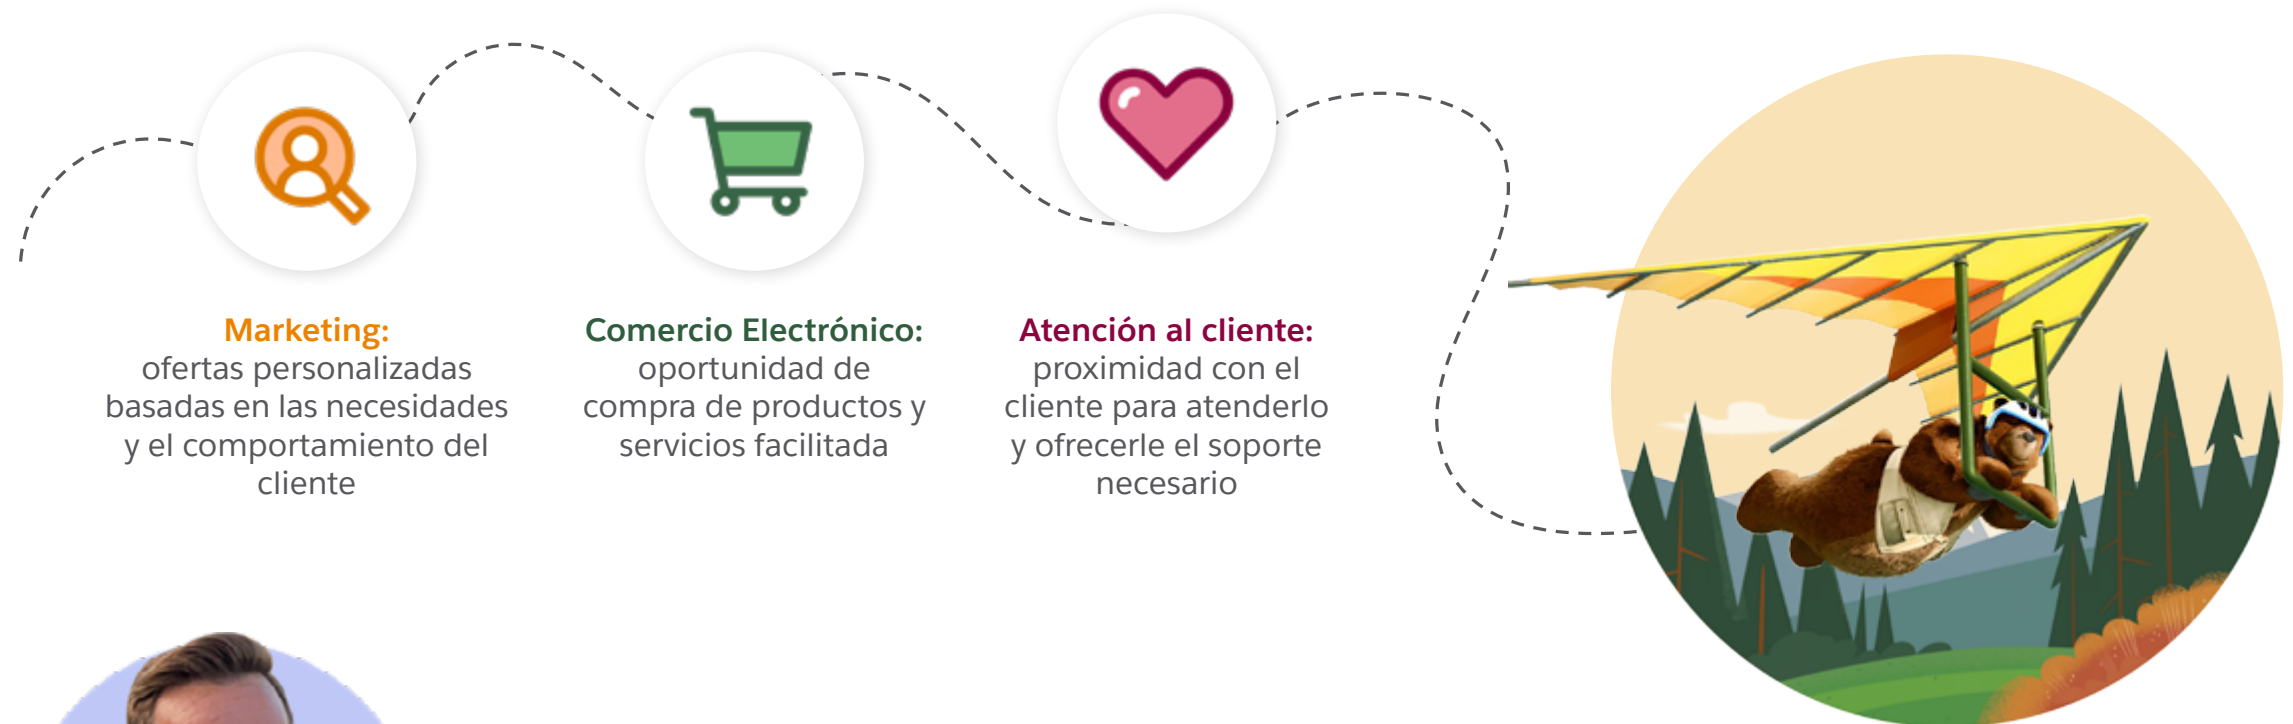 Marketing:
ofertas personalizadas
basadas en las necesidades
y el comportamiento del
cliente
Comercio Electrónico:
oportunidad de
compra de productos y
servicios facilitada
Atención al cliente:
proximidad con el
cliente para atenderlo
y ofrecerle el soporte
necesario